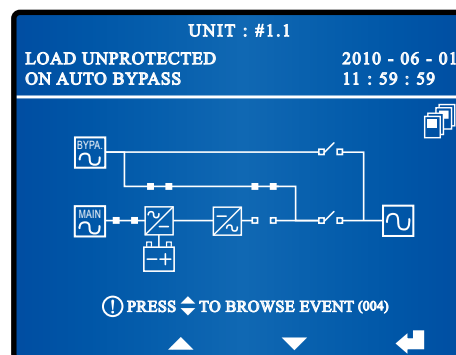 UNIT : #1.1
LOAD UNPROTECTED
2010 - 06 - 01
ON AUTO BYPASS
11 : 59 : 59
BYPA.
MAIN
PRESS TO BROWSE EVENT (004)